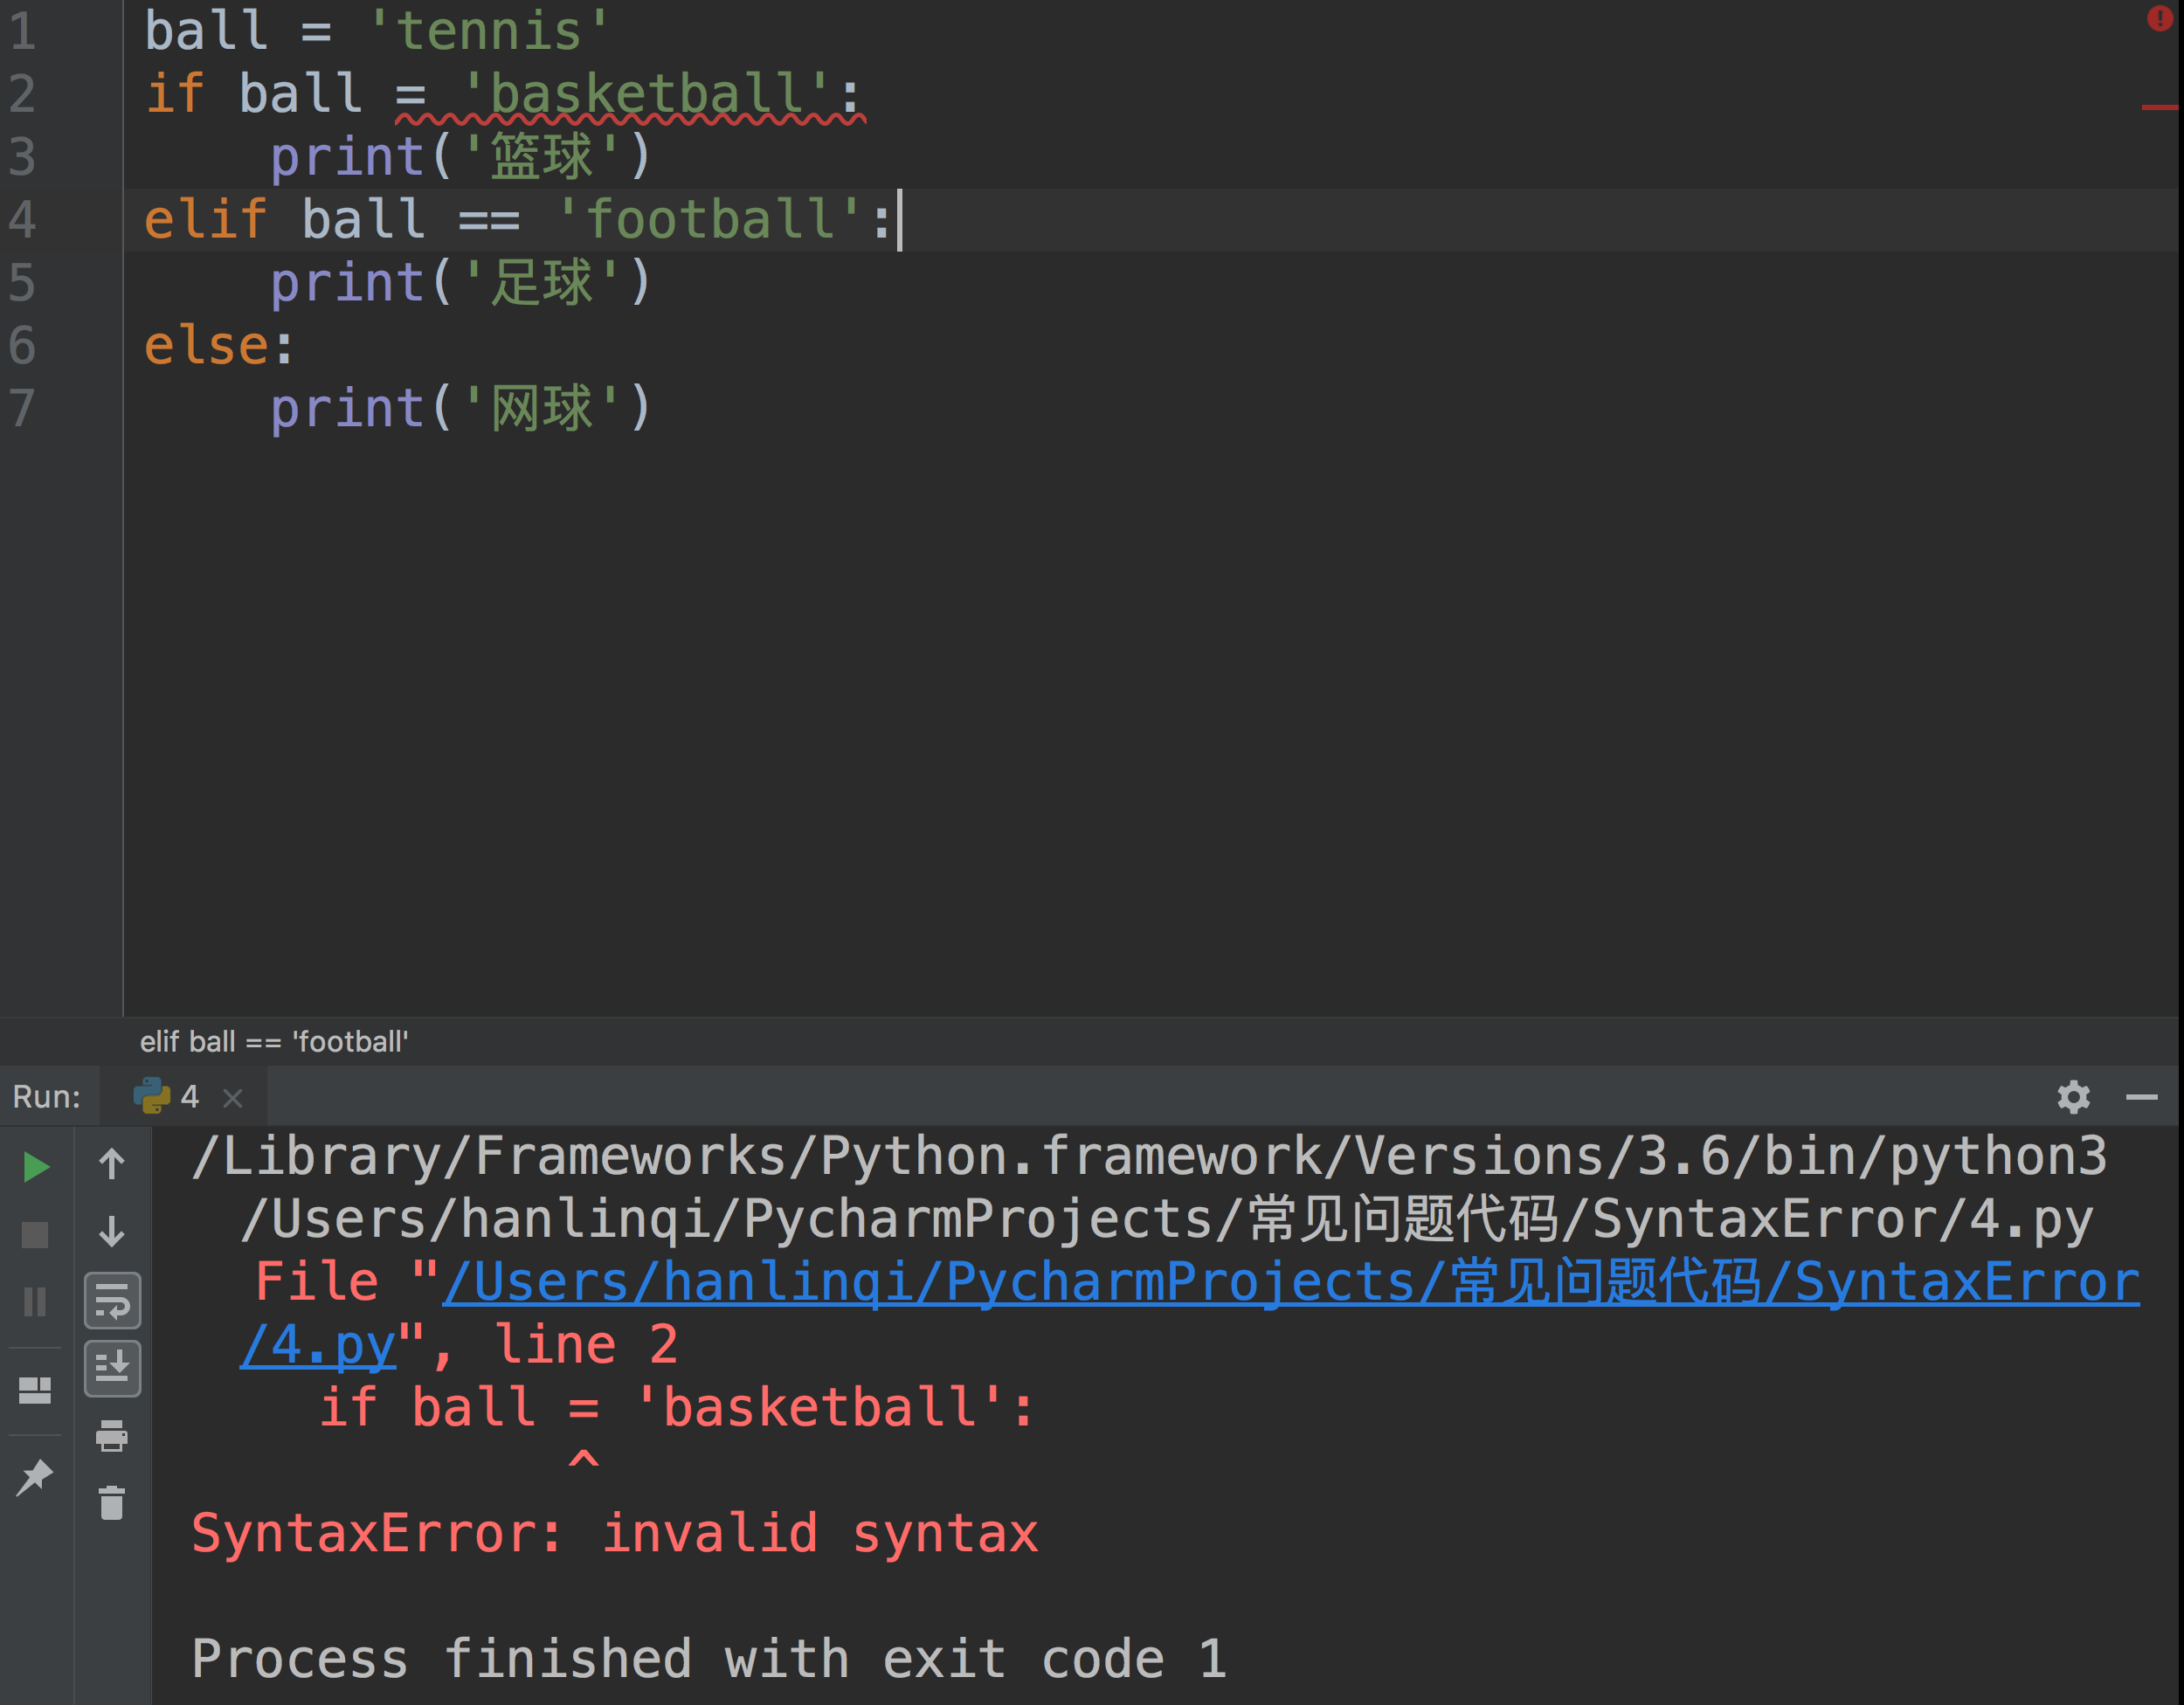 1 ball = 'tennis'
2 if ball = 'basketball':
3     print('篮球')
4 elif ball == 'football':
5     print('足球')
6 else:
7     print('网球')
elif ball == 'football'
Run: 4
/Library/Frameworks/Python.framework/Versions/3.6/bin/python3
/Users/hanlinqi/PycharmProjects/常见问题代码/SyntaxError/4.py
File "/Users/hanlinqi/PycharmProjects/常见问题代码/SyntaxError
/4.py", line 2
if ball = 'basketball':
^
SyntaxError: invalid syntax
Process finished with exit code 1